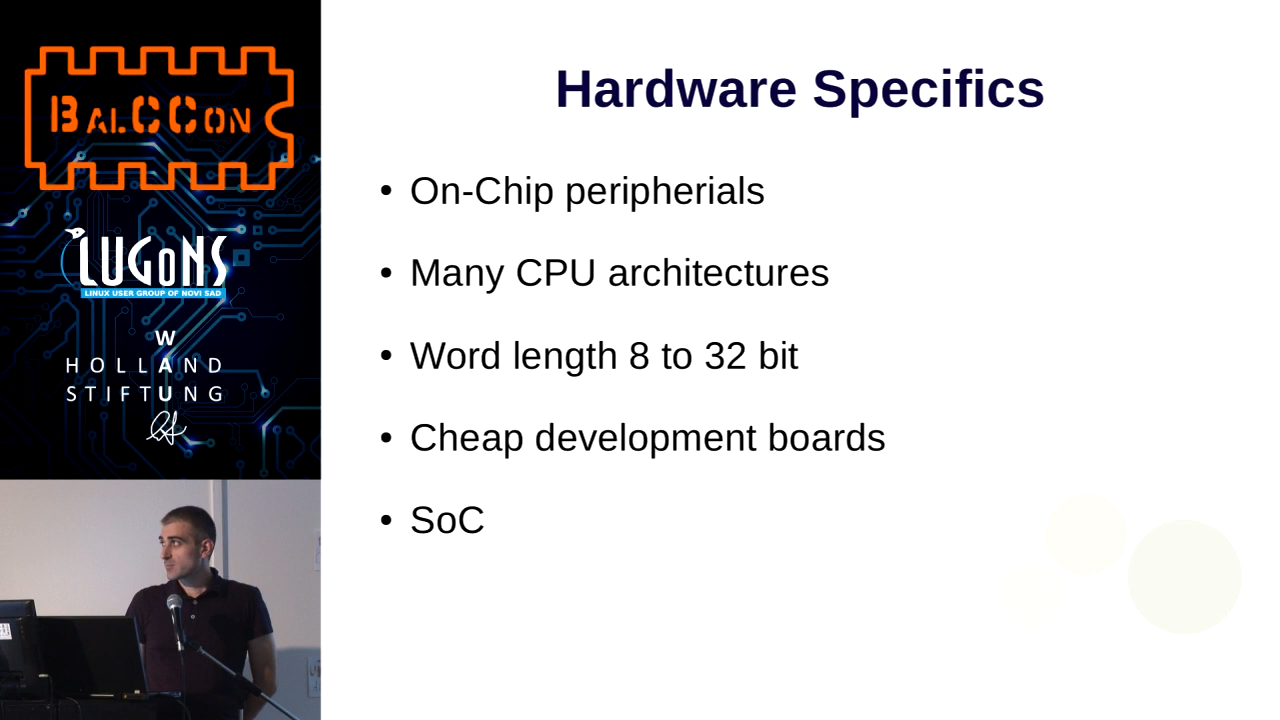 BALCCON
LUGoNS
LINUX USER GROUP OF NOVI SAD
W
HOLLAND
STIFTUNG
Hardware Specifics
• On-Chip peripherials
• Many CPU architectures
• Word length 8 to 32 bit
• Cheap development boards
• SoC